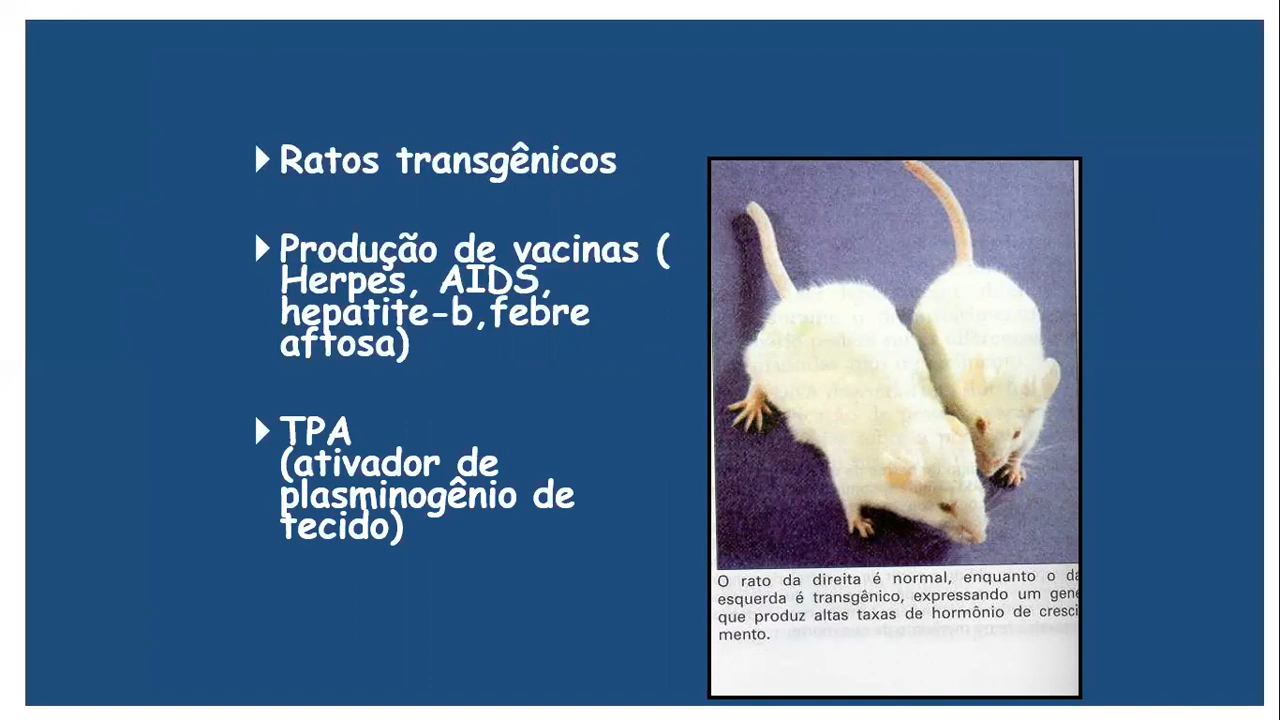 Ratos transgênicos
Produção de vacinas (
Herpes, AIDS,
hepatite-b,febre
aftosa)
TPA
(ativador de
plasminogênio de
tecido)
O rato da direita é normal, enquanto o da
esquerda é transgênico, expressando um gene
que produz altas taxas de hormônio de cresci
mento.